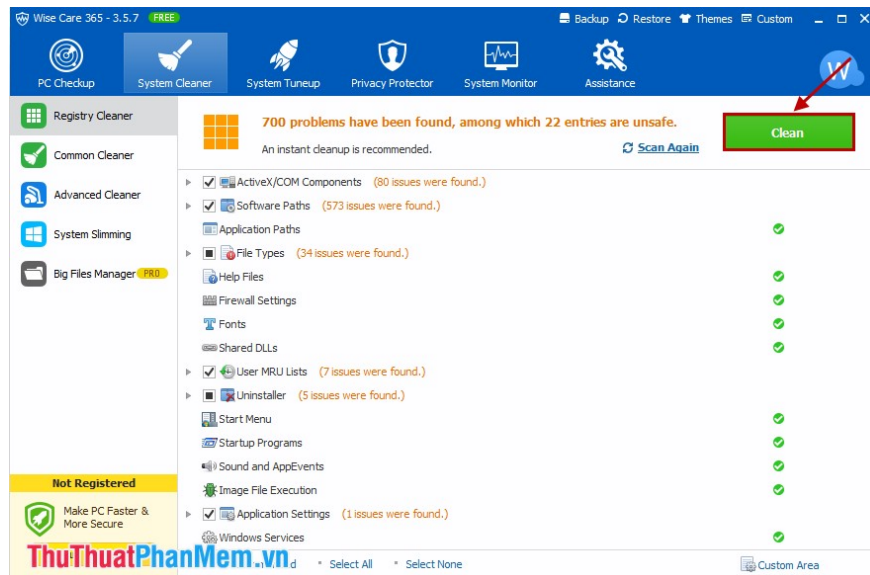 Wise Care 365 - 3.5.7 FREE
Backup Restore Themes Custom
PC Checkup System Cleaner System Tuneup Privacy Protector System Monitor Assistance
W
Registry Cleaner
Common Cleaner
Advanced Cleaner
System Slimming
Big Files Manager PRO
700 problems have been found, among which 22 entries are unsafe.
An instant cleanup is recommended.
Scan Again
Clean
ActiveX/COM Components (80 issues were found.)
Software Paths (573 issues were found.)
Application Paths
File Types (34 issues were found.)
Help Files
Firewall Settings
Fonts
Shared DLLs
User MRU Lists (7 issues were found.)
Uninstaller (5 issues were found.)
Start Menu
Startup Programs
Sound and AppEvents
Image File Execution
Application Settings (1 issues were found.)
Windows Services
Not Registered
Make PC Faster &
More Secure
ThuThuatPhanMem.vn
Select All Select None
Custom Area